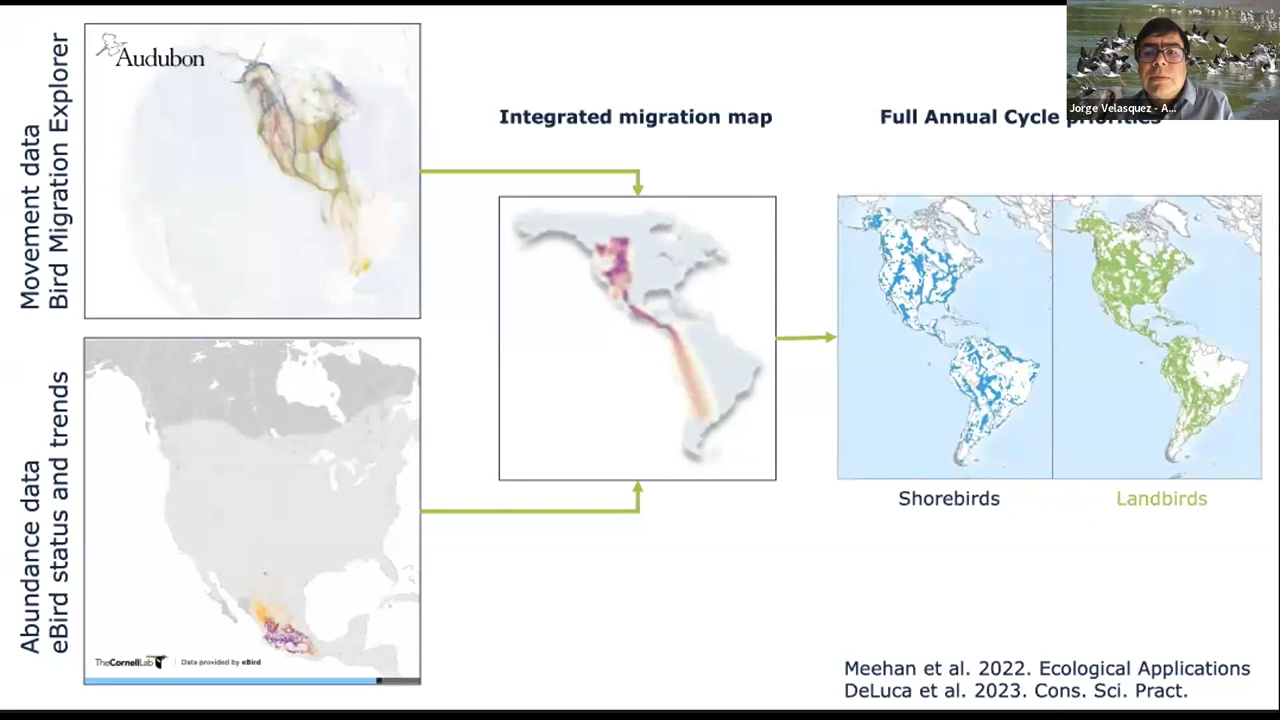 Movement data
Bird Migration Explorer
Audubon
Abundance data
eBird status and trends
TheCornellLab
Data provided by eBird
Integrated migration map
Full Annual Cycle priorities
Jorge Velasquez - A...
Shorebirds
Landbirds
Meehan et al. 2022. Ecological Applications
DeLuca et al. 2023. Cons. Sci. Pract.